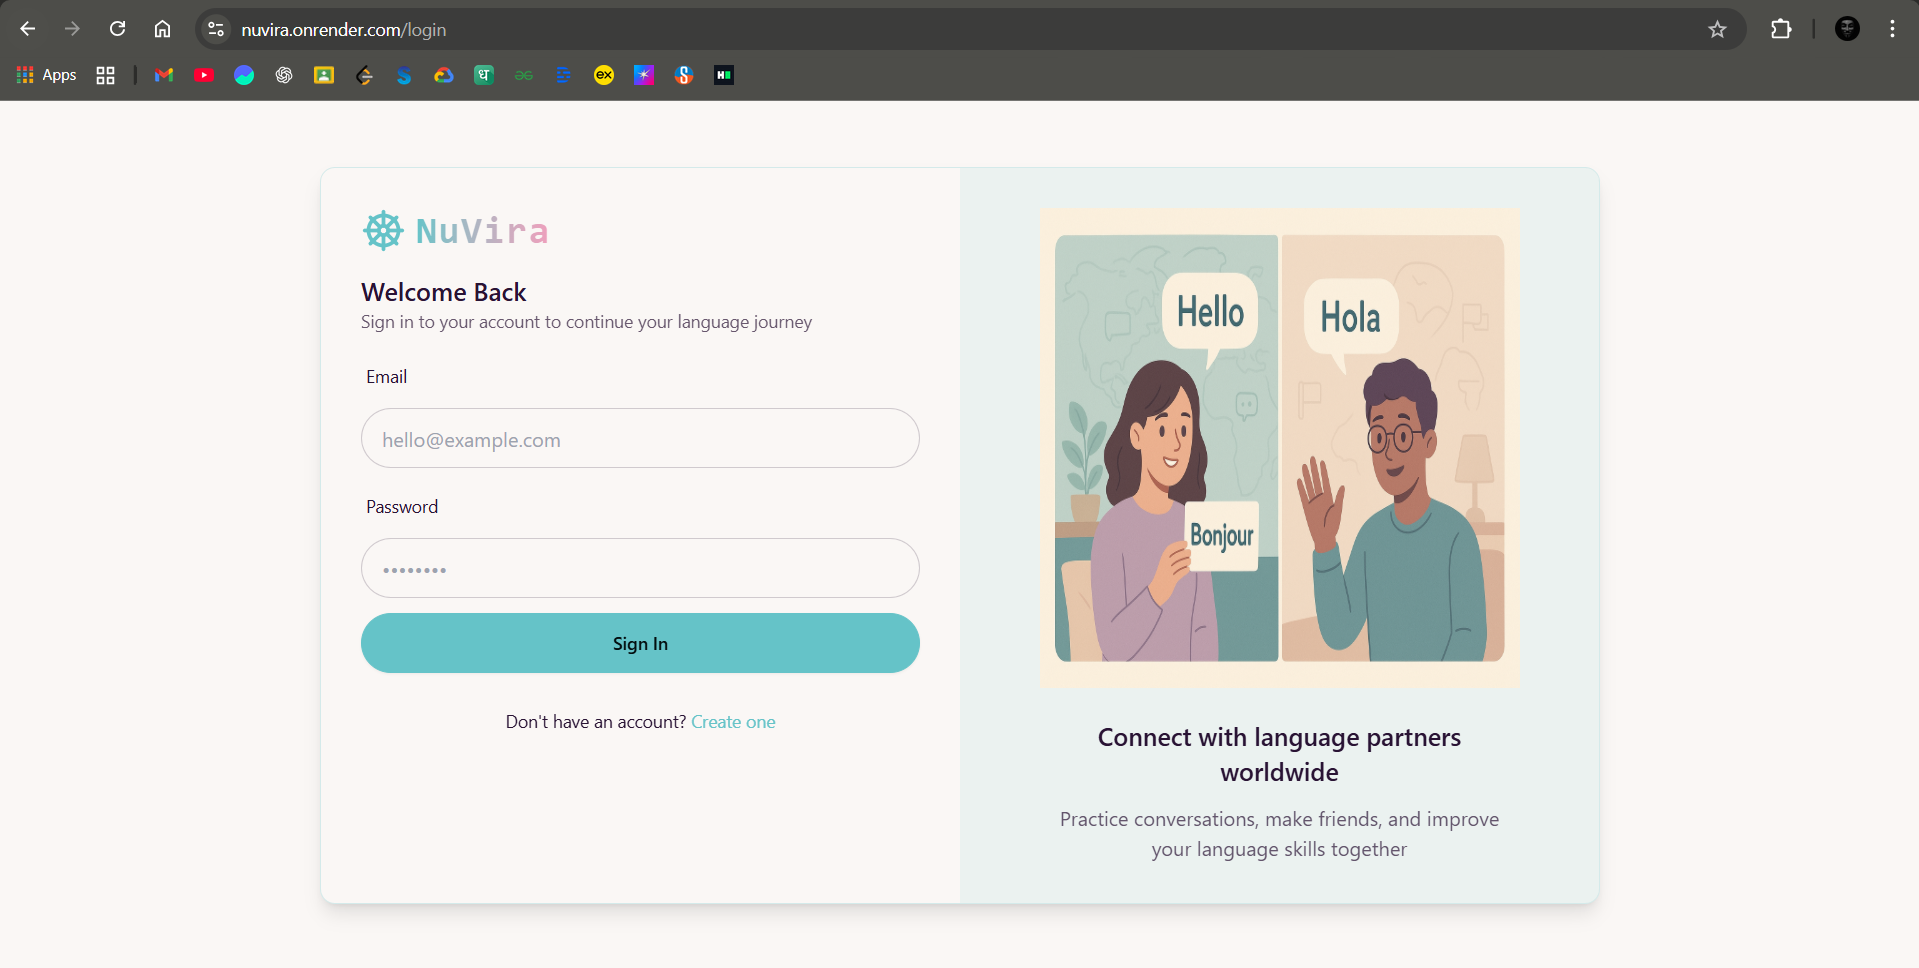 nuvira.onrender.com/login
Apps
NuVira
Welcome Back
Sign in to your account to continue your language journey
Email
hello@example.com
Password
••••••••
Sign In
Don't have an account? Create one
Hello
Hola
Bonjour
Connect with language partners
worldwide
Practice conversations, make friends, and improve
your language skills together